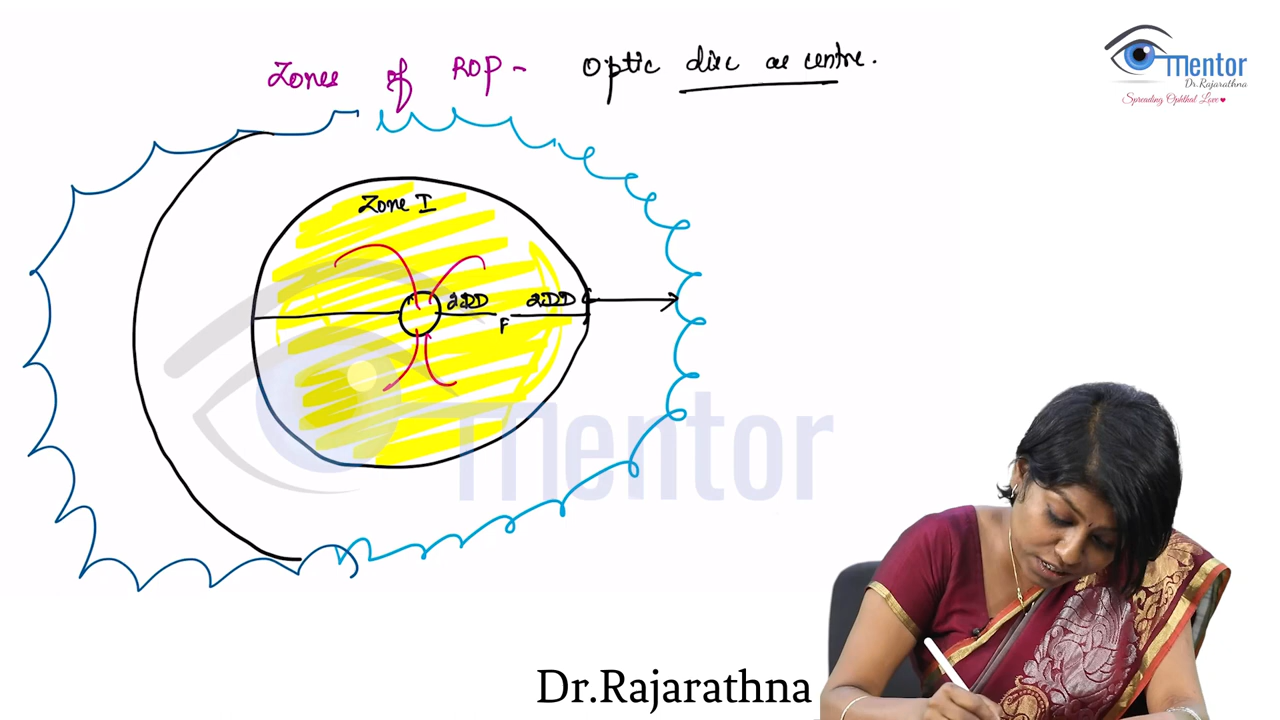 Zones of ROP - Optic disc as centre.
mentor
Dr.Rajarathna
Spreading Ophthal Love
Zone I
2DD 2DD
F
mentor
Dr.Rajarathna